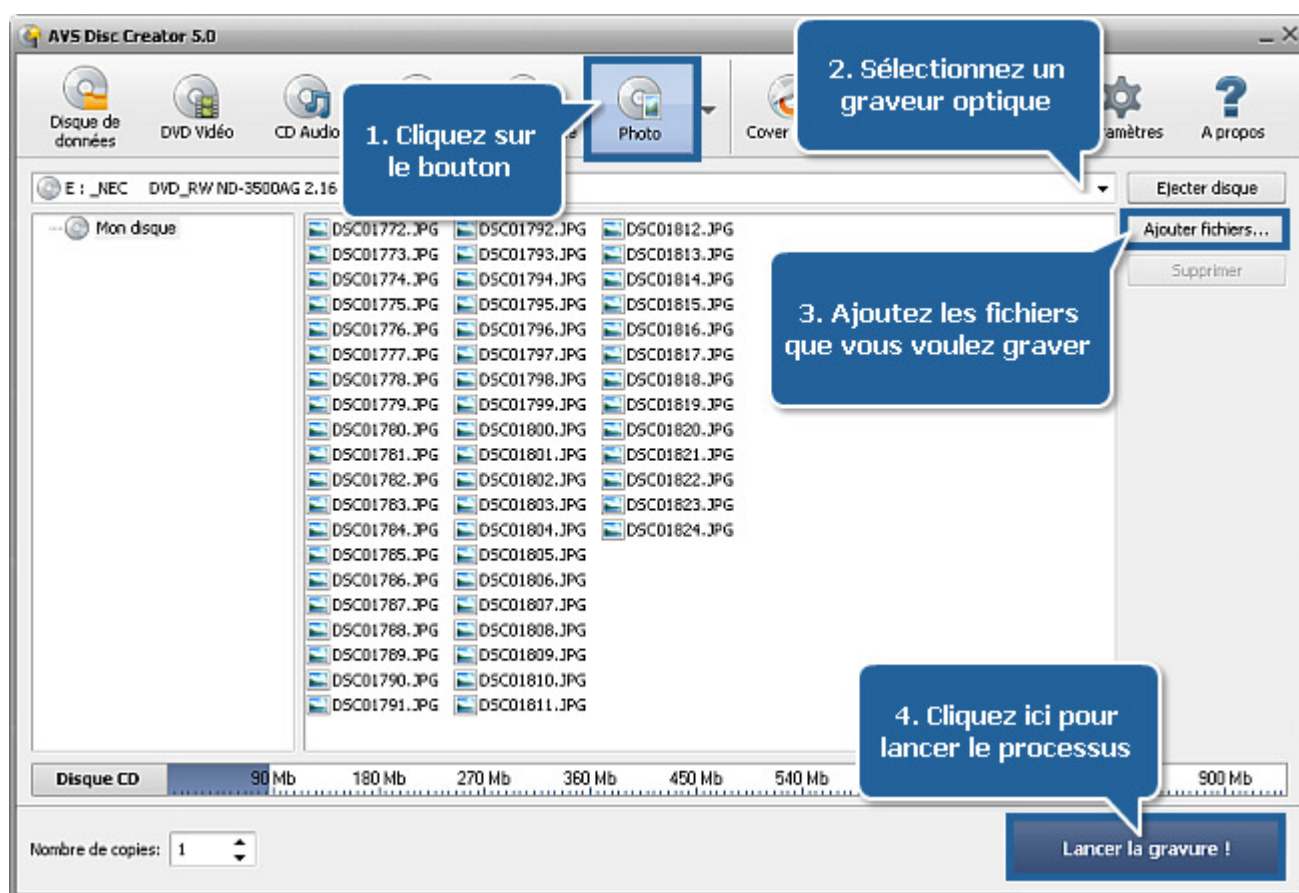 AVS Disc Creator 5.0
Disque de données
DVD Vidéo
CD Audio
Photo
Cover
A propos
1. Cliquez sur
le bouton
2. Sélectionnez un
graveur optique
E : _NEC DVD_RW ND-3500AG 2.16
Ejecter disque
Mon disque
Ajouter fichiers...
Supprimer
DSC01772.JPG DSC01792.JPG DSC01812.JPG
DSC01773.JPG DSC01793.JPG DSC01813.JPG
DSC01774.JPG DSC01794.JPG DSC01814.JPG
DSC01775.JPG DSC01795.JPG DSC01815.JPG
DSC01776.JPG DSC01796.JPG DSC01816.JPG
DSC01777.JPG DSC01797.JPG DSC01817.JPG
DSC01778.JPG DSC01798.JPG DSC01818.JPG
DSC01779.JPG DSC01799.JPG DSC01819.JPG
DSC01780.JPG DSC01800.JPG DSC01820.JPG
DSC01781.JPG DSC01801.JPG DSC01821.JPG
DSC01782.JPG DSC01802.JPG DSC01822.JPG
DSC01783.JPG DSC01803.JPG DSC01823.JPG
DSC01784.JPG DSC01804.JPG DSC01824.JPG
DSC01785.JPG DSC01805.JPG
DSC01786.JPG DSC01806.JPG
DSC01787.JPG DSC01807.JPG
DSC01788.JPG DSC01808.JPG
DSC01789.JPG DSC01809.JPG
DSC01790.JPG DSC01810.JPG
DSC01791.JPG DSC01811.JPG
3. Ajoutez les fichiers
que vous voulez graver
4. Cliquez ici pour
lancer le processus
Disque CD 90 Mb 180 Mb 270 Mb 360 Mb 450 Mb 540 Mb 900 Mb
Nombre de copies: 1
Lancer la gravure !